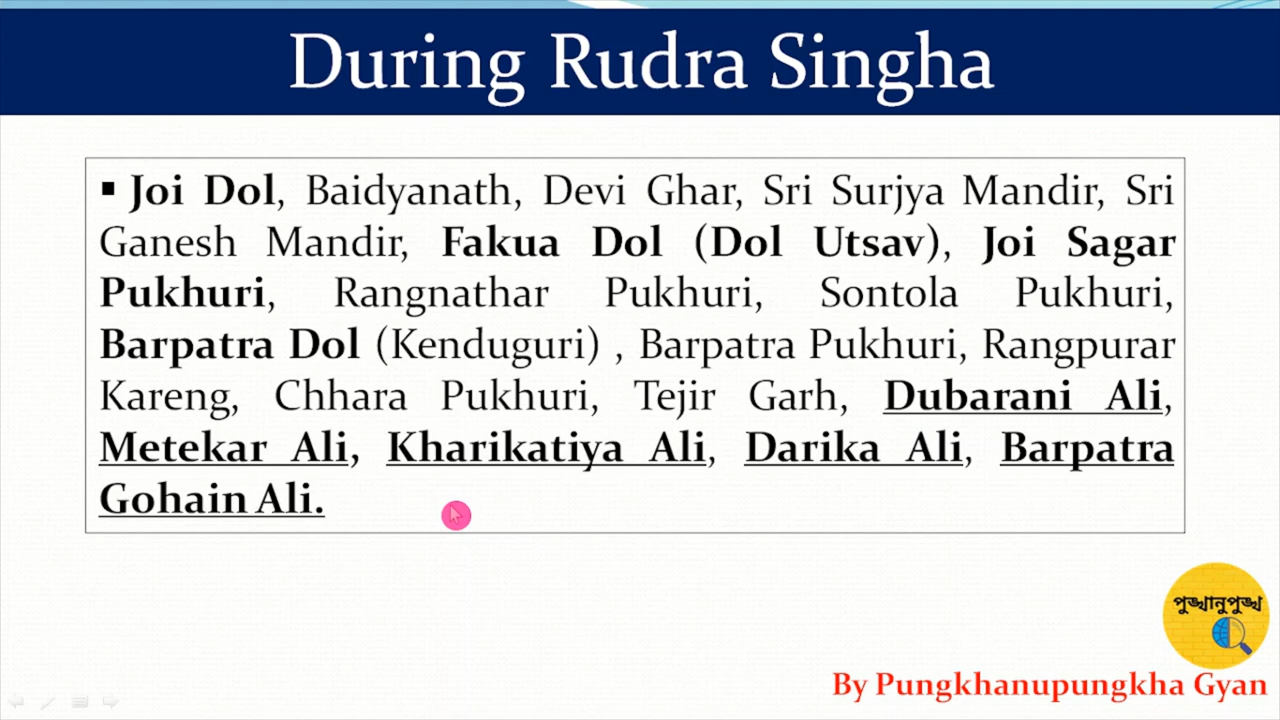 During Rudra Singha
▪ Joi Dol, Baidyanath, Devi Ghar, Sri Surjya Mandir, Sri
Ganesh Mandir, Fakua Dol (Dol Utsav), Joi Sagar
Pukhuri, Rangnathar Pukhuri, Sontola Pukhuri,
Barpatra Dol (Kenduguri) , Barpatra Pukhuri, Rangpurar
Kareng, Chhara Pukhuri, Tejir Garh, Dubarani Ali,
Metekar Ali, Kharikatiya Ali, Darika Ali, Barpatra
Gohain Ali.
পুঙ্খানুপুঙ্খ
By Pungkhanupungkha Gyan